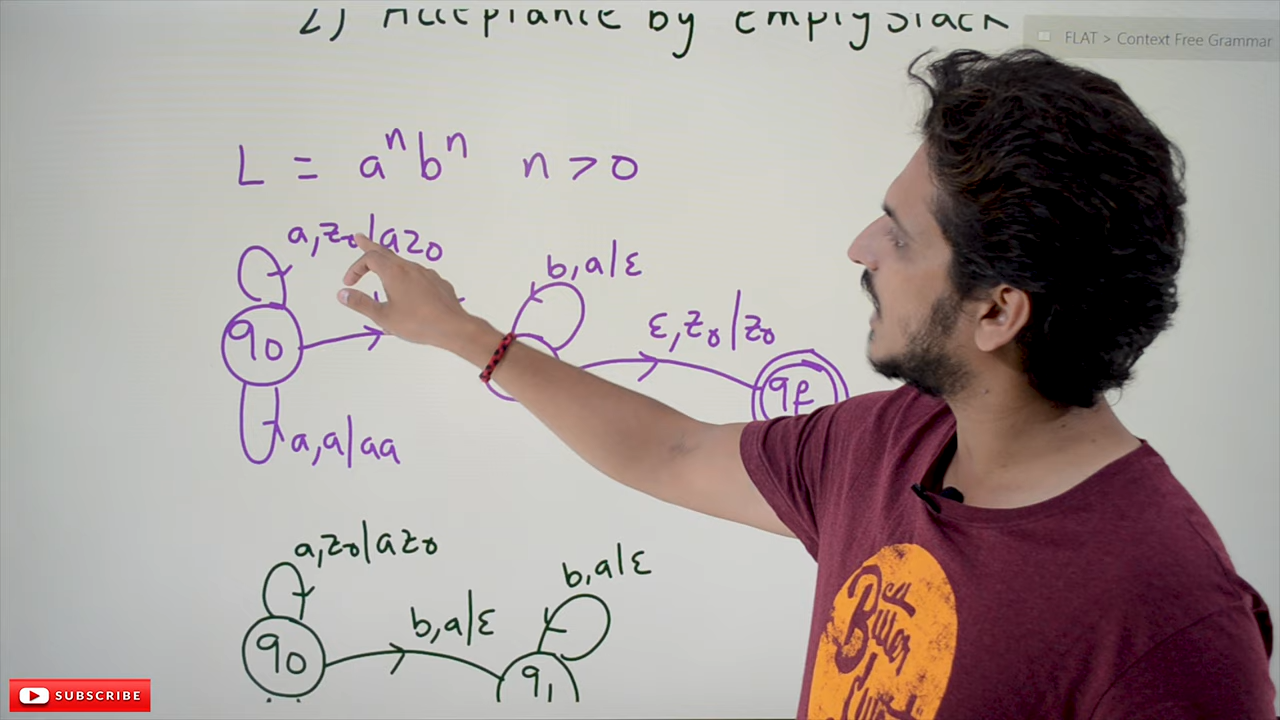 2) Acceptance by Empty Stack
FLAT > Context Free Grammar
L = aⁿbⁿ n > 0
a, z₀ | az₀
b, a | ε
ε, z₀ | z₀
q₀
qf
a, a | aa
a, z₀ | az₀
b, a | ε
b, a | ε
q₀
q₁
SUBSCRIBE